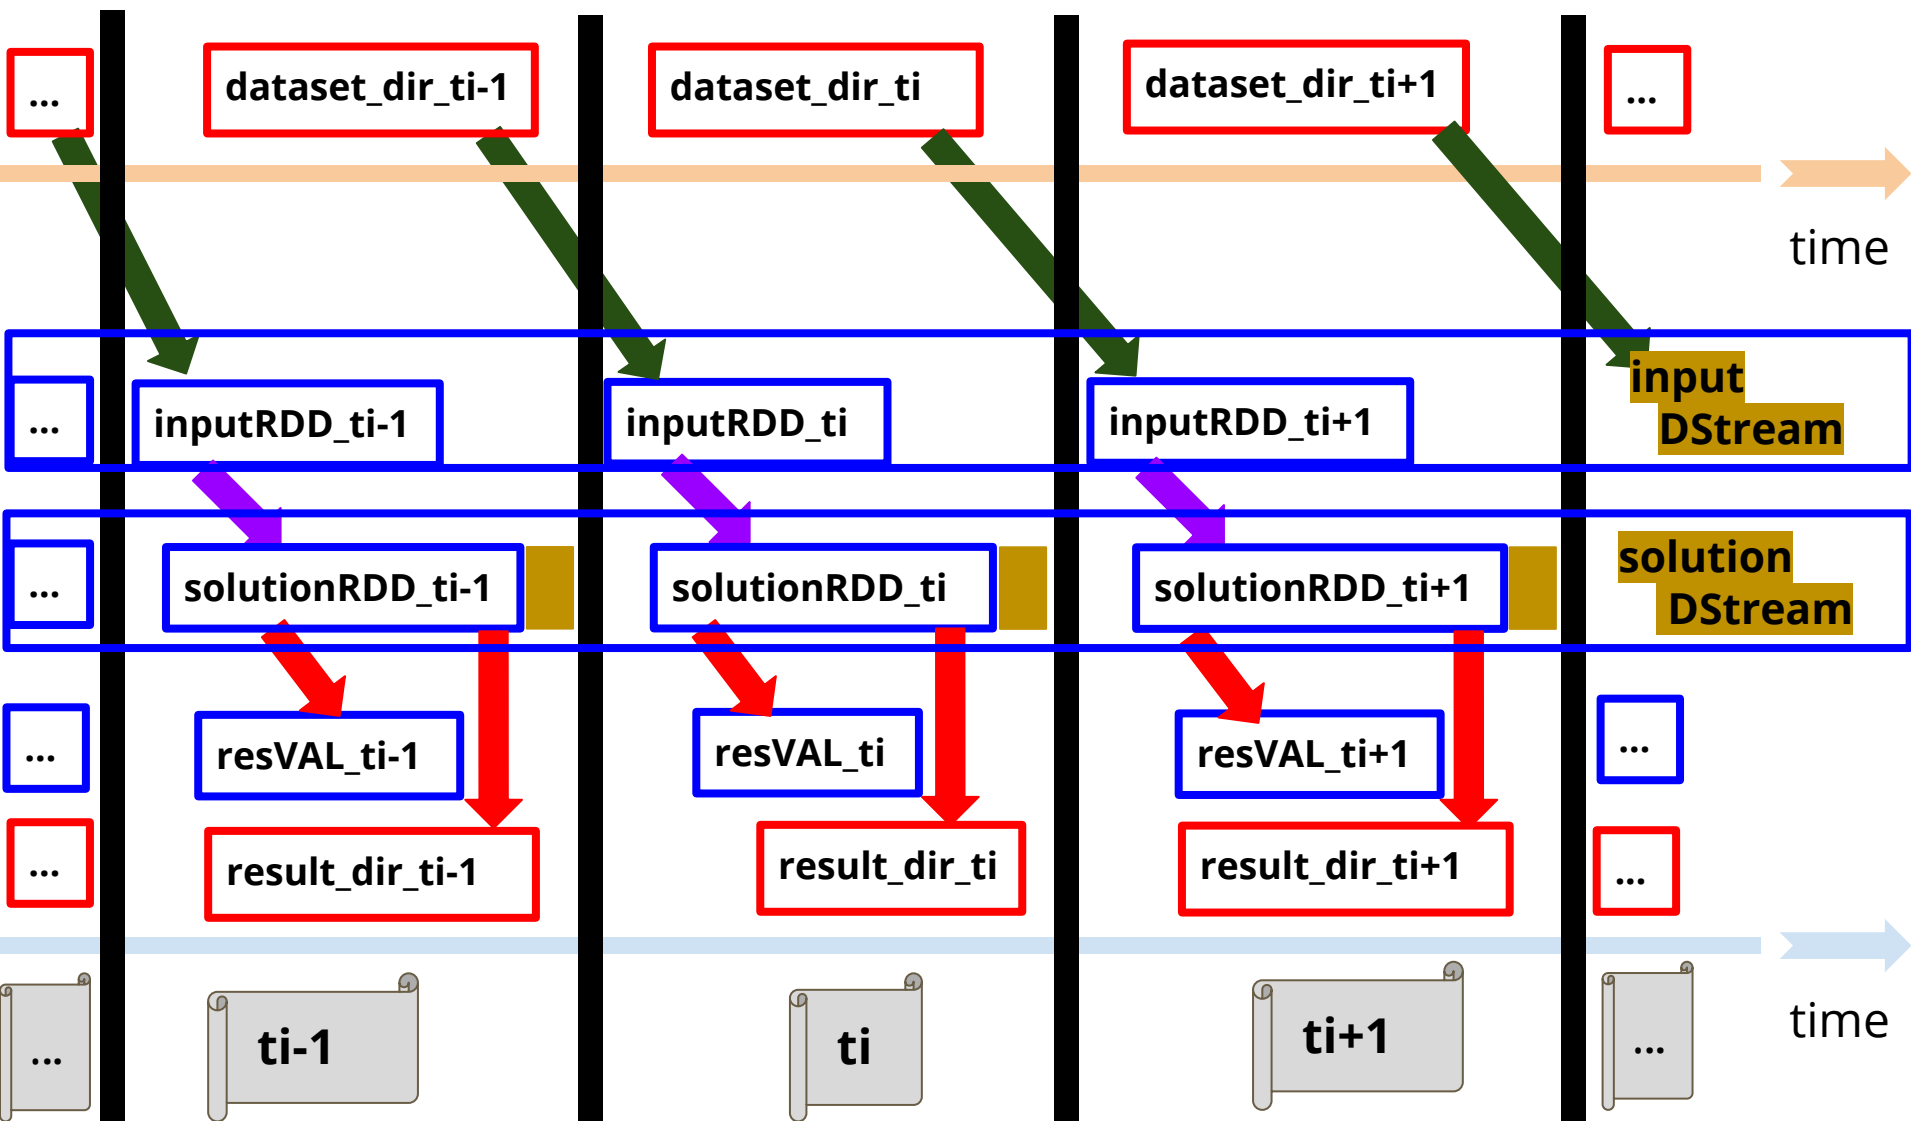 ...
dataset_dir_ti-1
dataset_dir_ti
dataset_dir_ti+1
...
time
...
inputRDD_ti-1
inputRDD_ti
inputRDD_ti+1
input
DStream
...
solutionRDD_ti-1
solutionRDD_ti
solutionRDD_ti+1
solution
DStream
...
resVAL_ti-1
resVAL_ti
resVAL_ti+1
...
...
result_dir_ti-1
result_dir_ti
result_dir_ti+1
...
...
ti-1
ti
ti+1
...
time